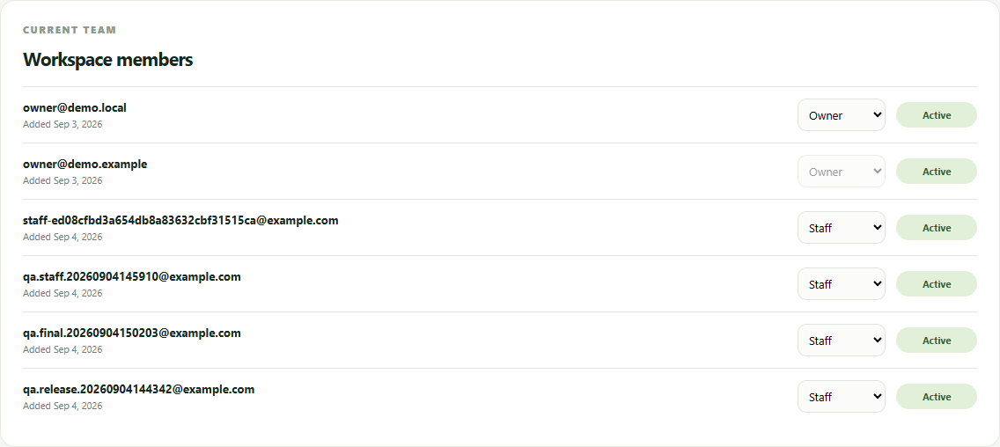 CURRENT TEAM
Workspace members
owner@demo.local
Added Sep 3, 2026
Owner
Active
owner@demo.example
Added Sep 3, 2026
Owner
Active
staff-ed08cfbd3a654db8a83632cbf31515ca@example.com
Added Sep 4, 2026
Staff
Active
qa.staff.20260904145910@example.com
Added Sep 4, 2026
Staff
Active
qa.final.20260904150203@example.com
Added Sep 4, 2026
Staff
Active
qa.release.20260904144342@example.com
Added Sep 4, 2026
Staff
Active